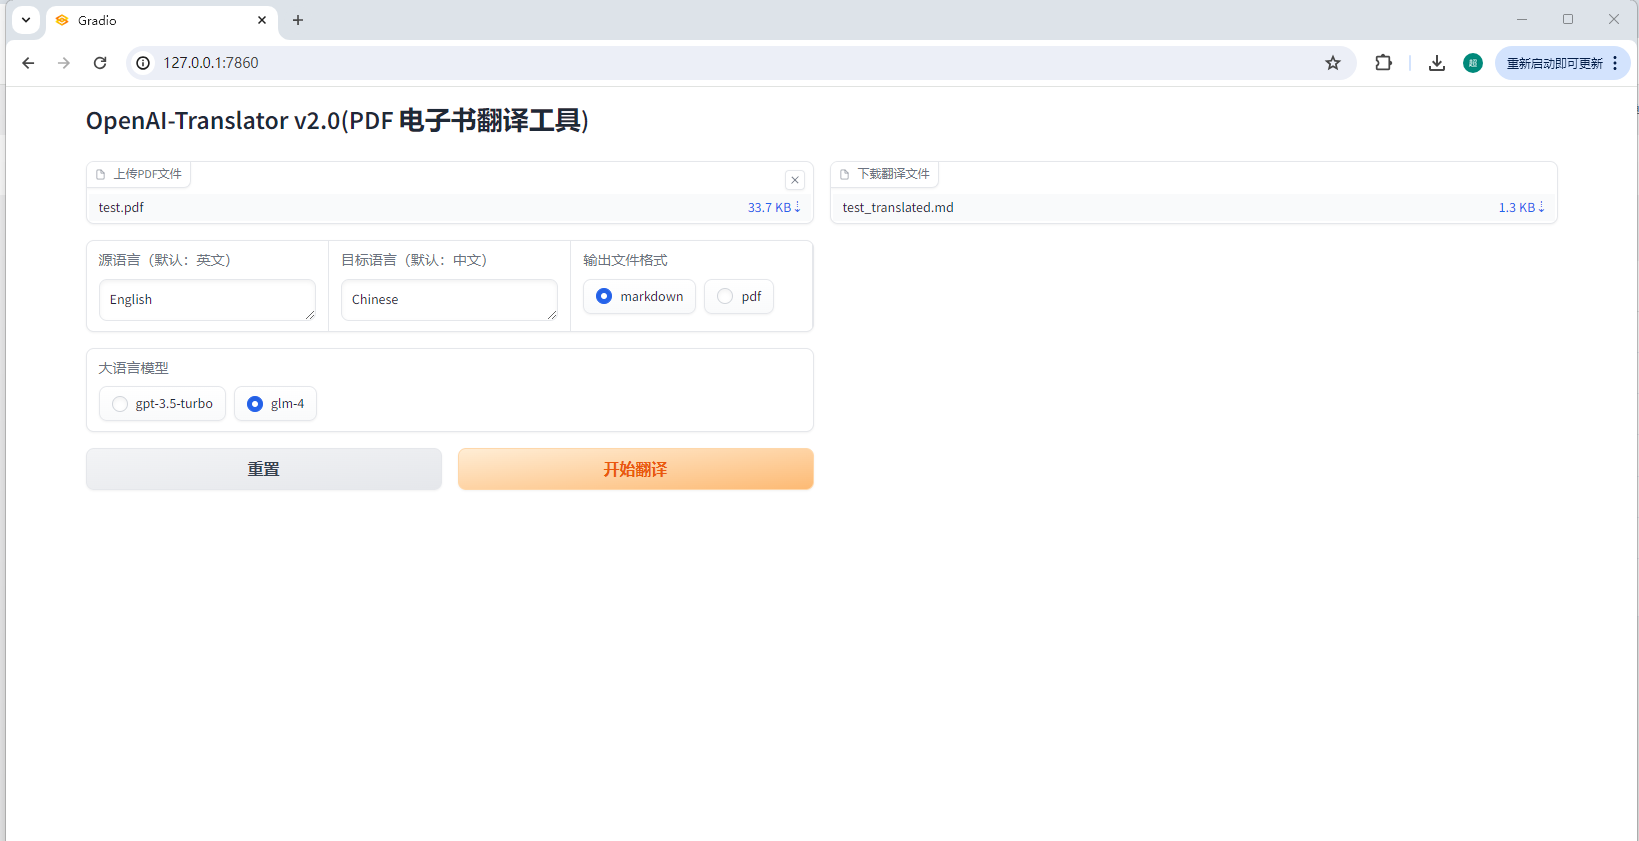 Gradio
127.0.0.1:7860
超
重新启动即可更新
OpenAI-Translator v2.0(PDF 电子书翻译工具)
上传PDF文件
test.pdf
33.7 KB⇣
下载翻译文件
test_translated.md
1.3 KB⇣
源语言（默认：英文）
English
目标语言（默认：中文）
Chinese
输出文件格式
markdown
pdf
大语言模型
gpt-3.5-turbo
glm-4
重置
开始翻译